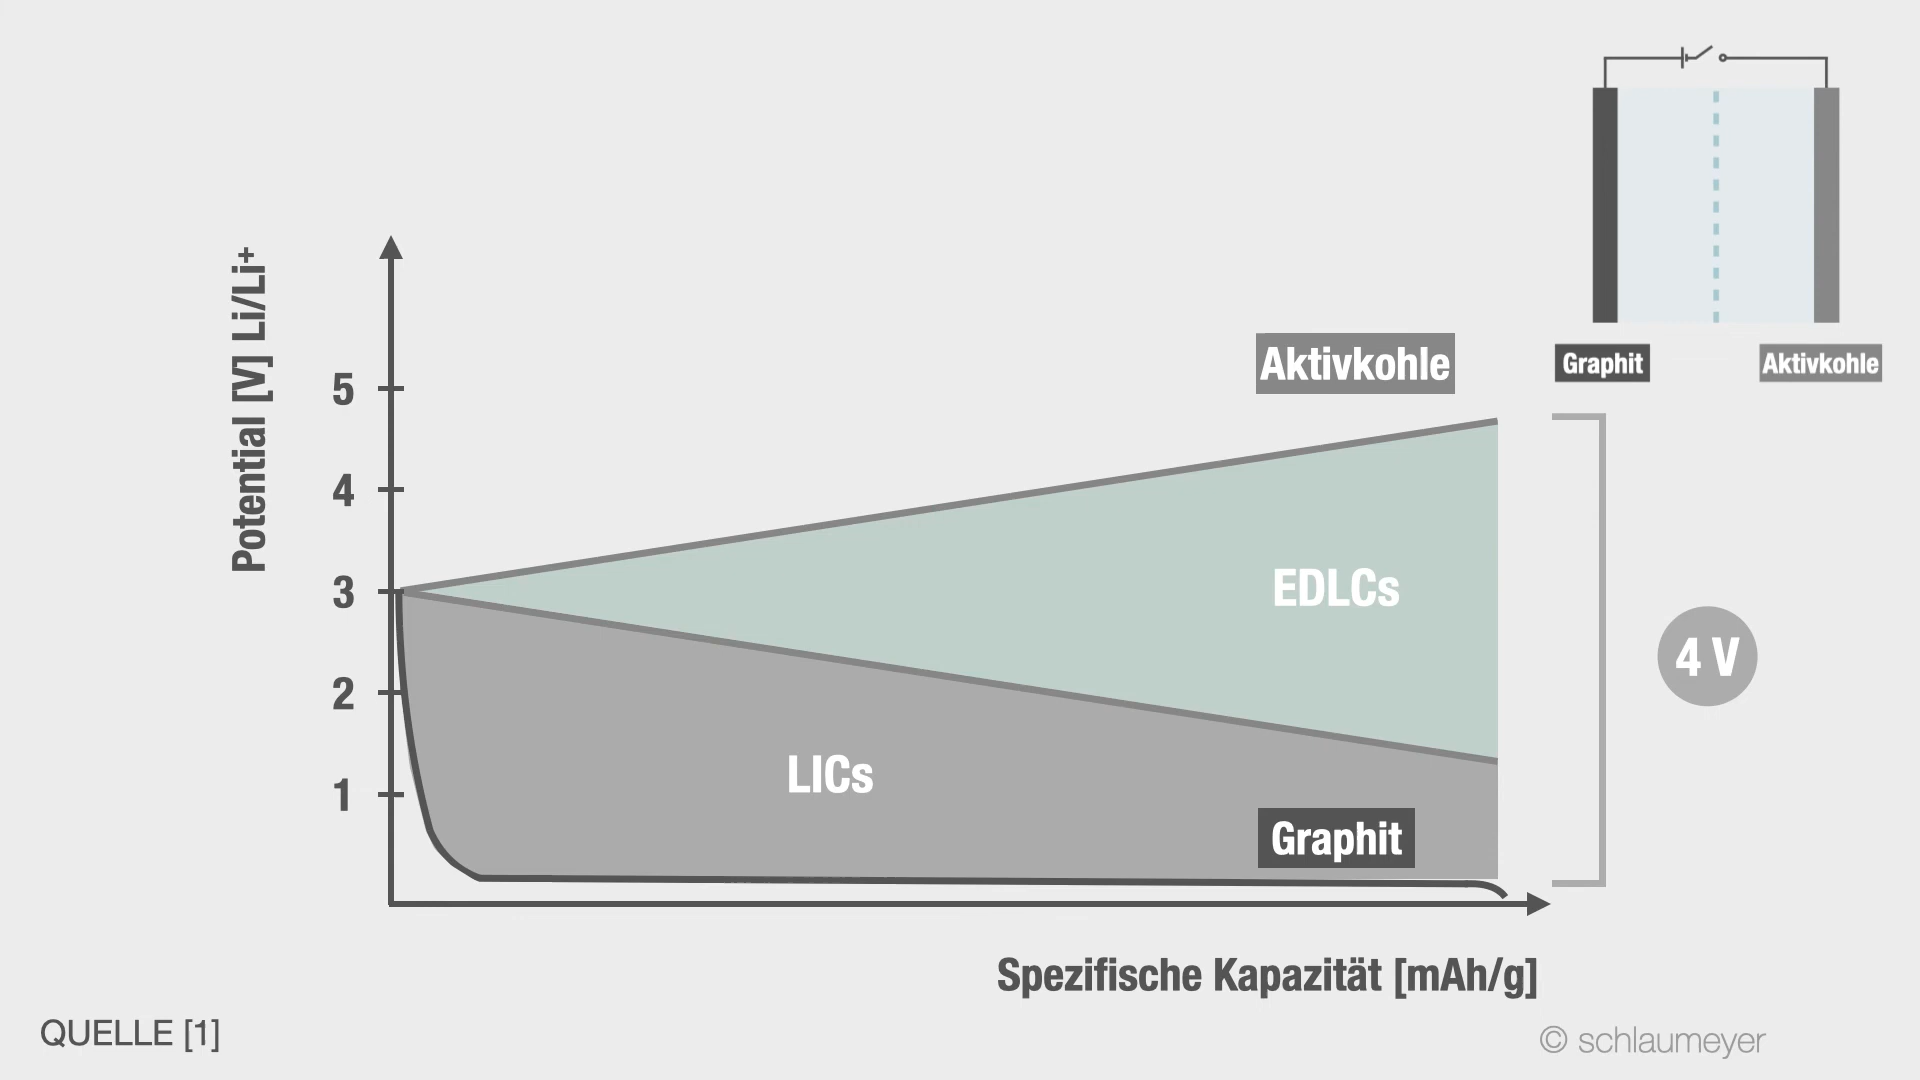 Potential [V] Li/Li⁺
5
4
3
2
1
Aktivkohle
EDLCs
LICs
Graphit
Spezifische Kapazität [mAh/g]
Graphit
Aktivkohle
4 V
QUELLE [1]
© schlaumeyer